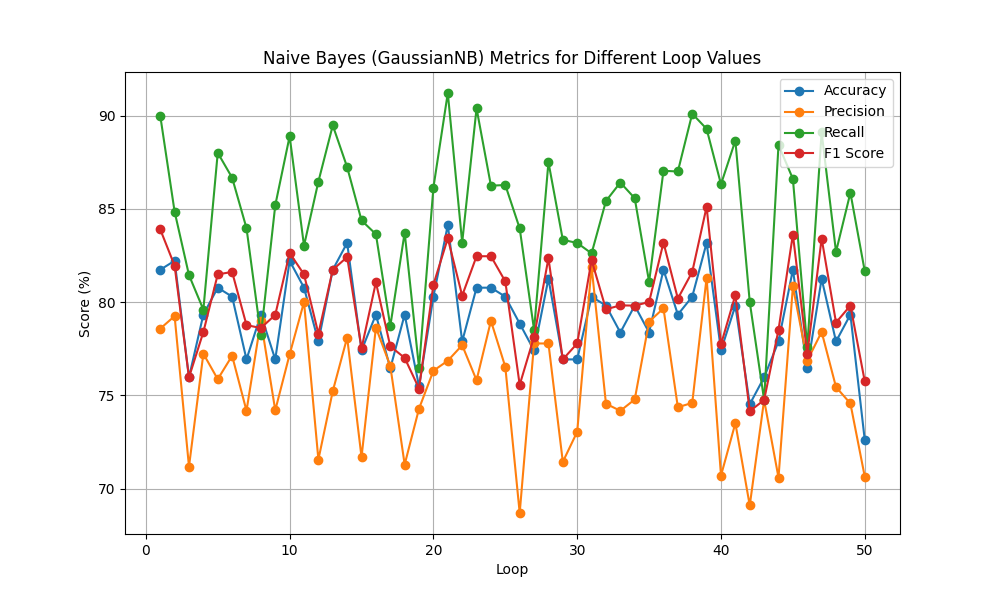 Naive Bayes (GaussianNB) Metrics for Different Loop Values
Accuracy
Precision
Recall
F1 Score
90
85
80
75
70
Score (%)
0 10 20 30 40 50
Loop